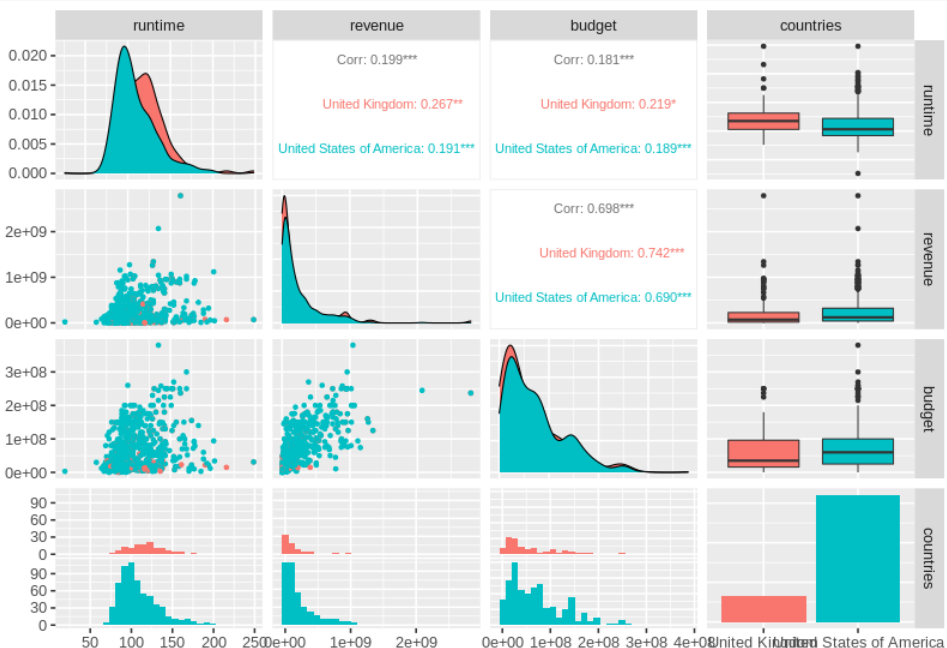 runtime revenue budget countries
0.020
0.015
0.010
0.005
0.000
Corr: 0.199***
United Kingdom: 0.267**
United States of America: 0.191***
Corr: 0.181***
United Kingdom: 0.219*
United States of America: 0.189***
runtime
2e+09
1e+09
0e+00
Corr: 0.698***
United Kingdom: 0.742***
United States of America: 0.690***
revenue
3e+08
2e+08
1e+08
0e+00
budget
90
60
30
0
90
60
30
0
countries
50 100 150 200 250
0e+00 1e+09 2e+09
0e+00 1e+08 2e+08 3e+08 4e+08
United Kingdom United States of America